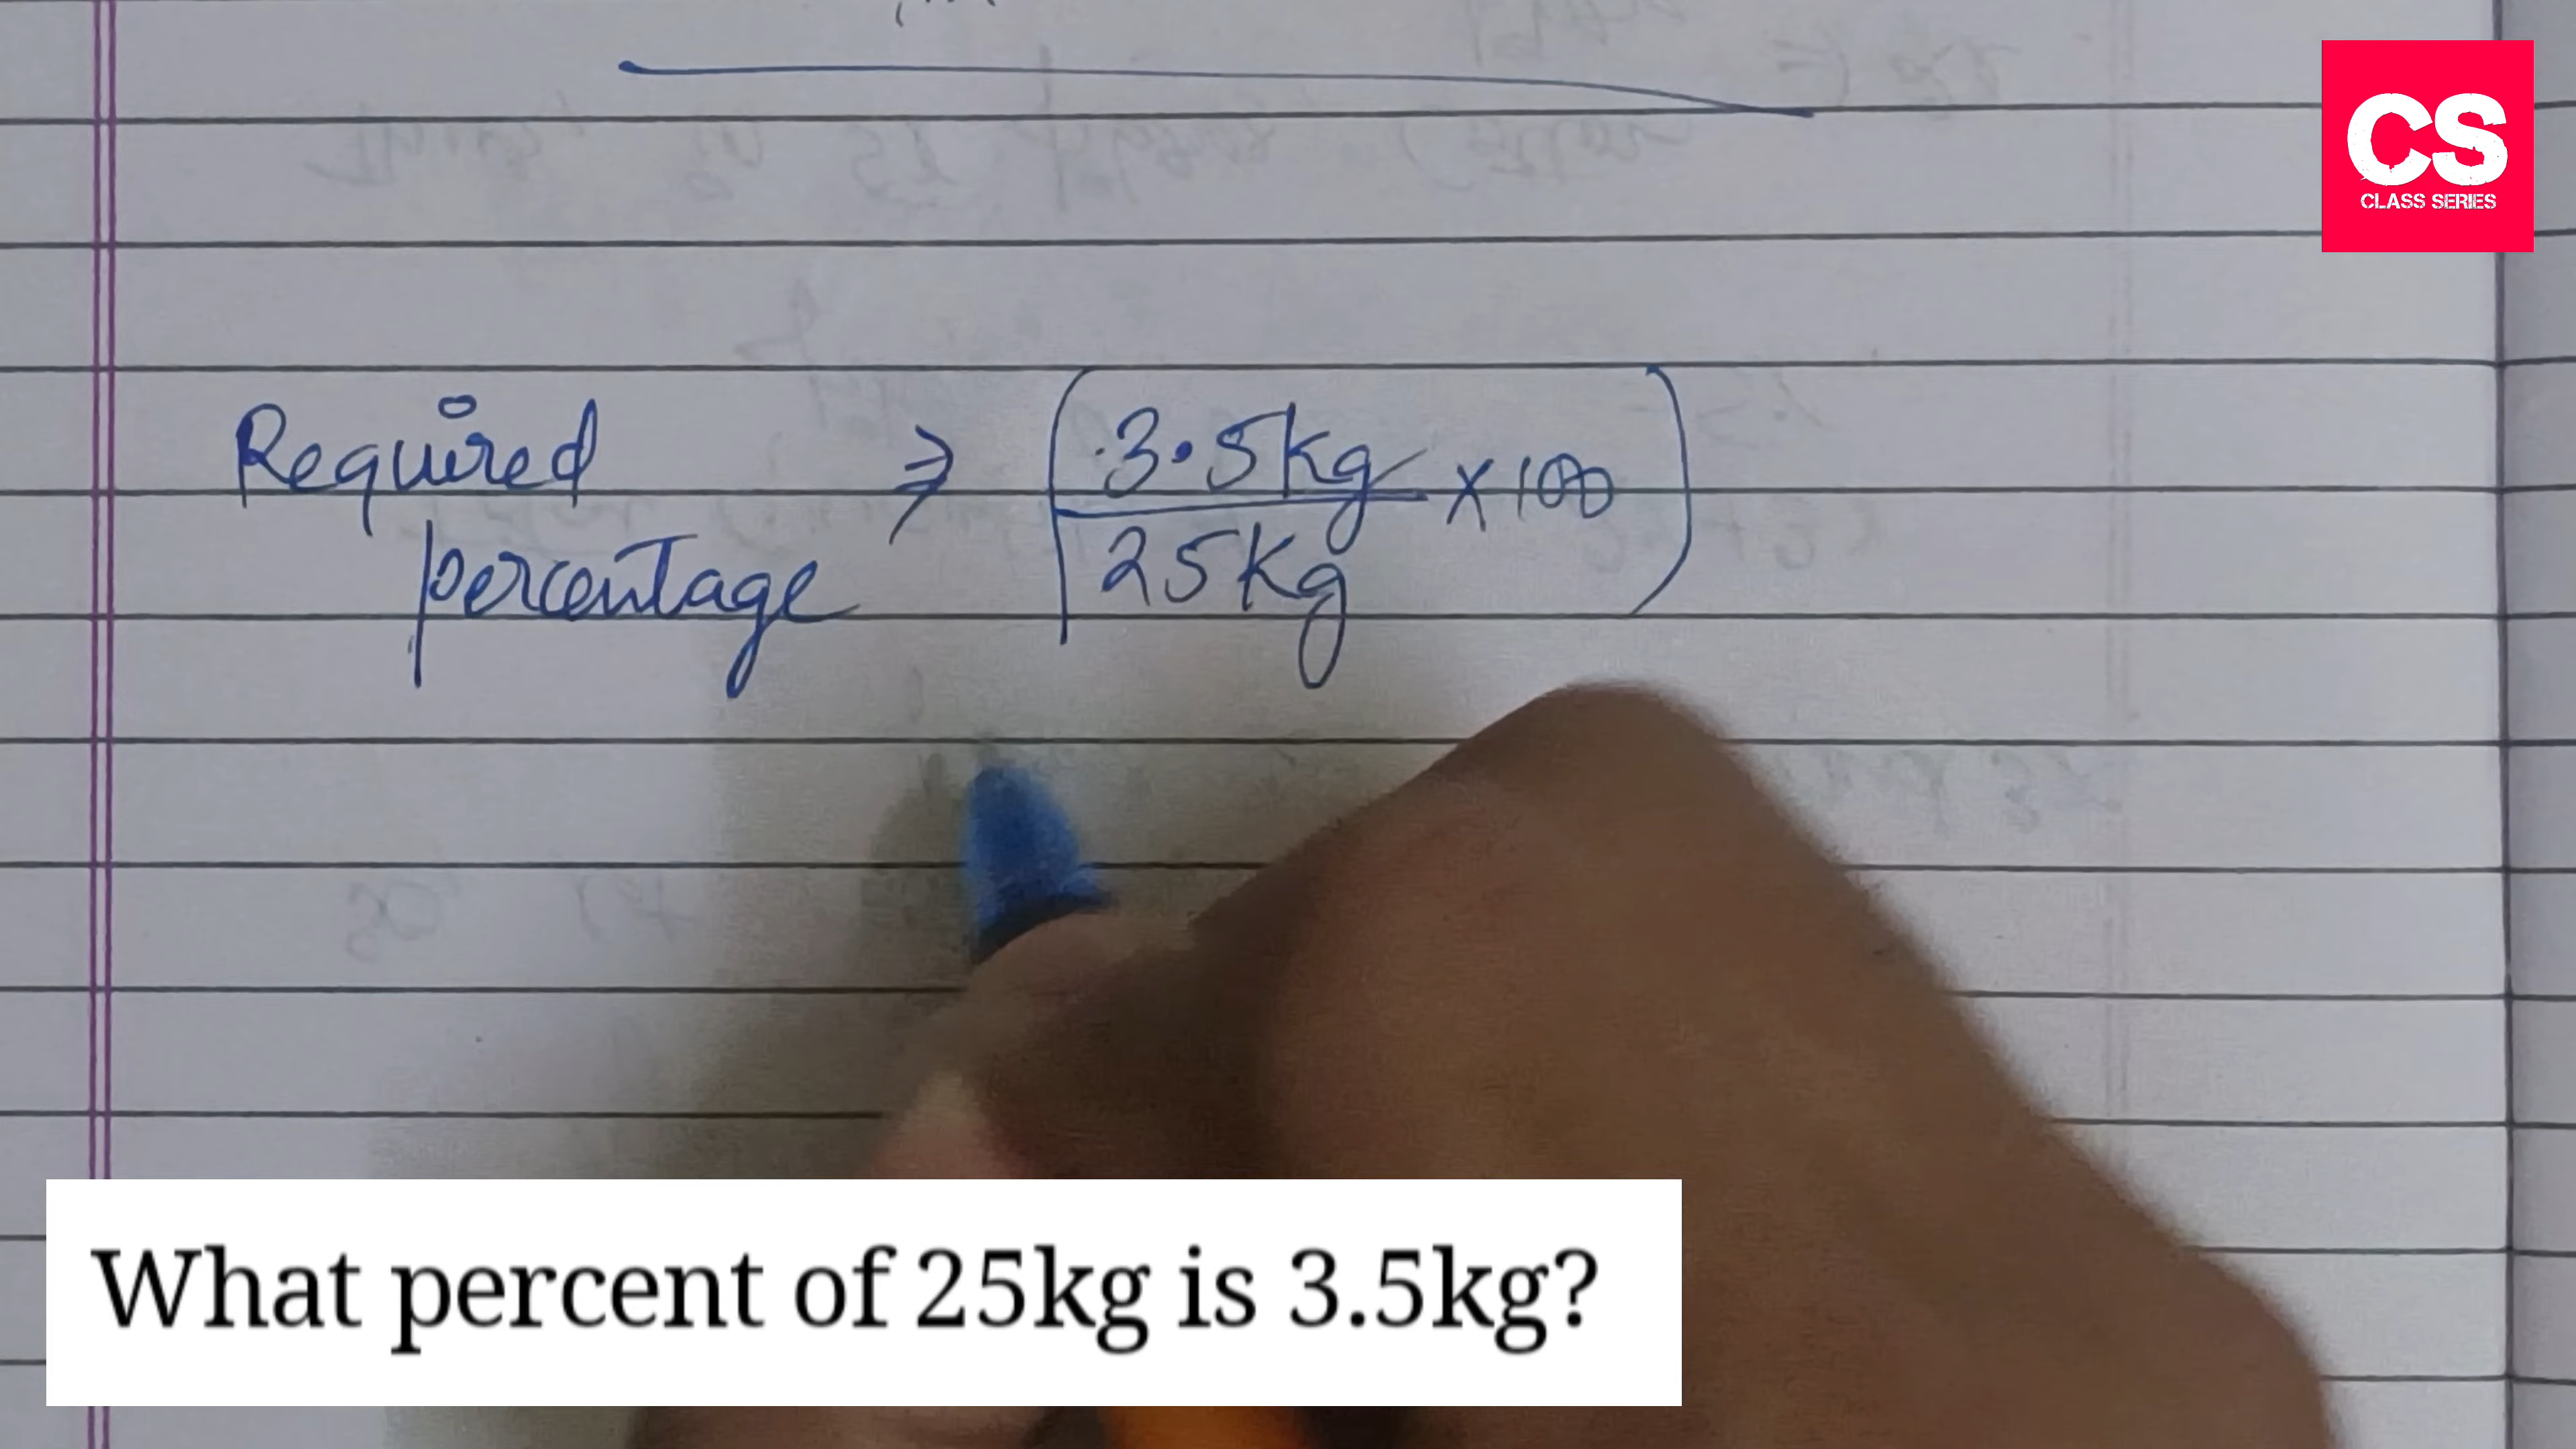 CS
CLASS SERIES
Required ⇒ (3.5kg/25kg ×100)
percentage
What percent of 25kg is 3.5kg?